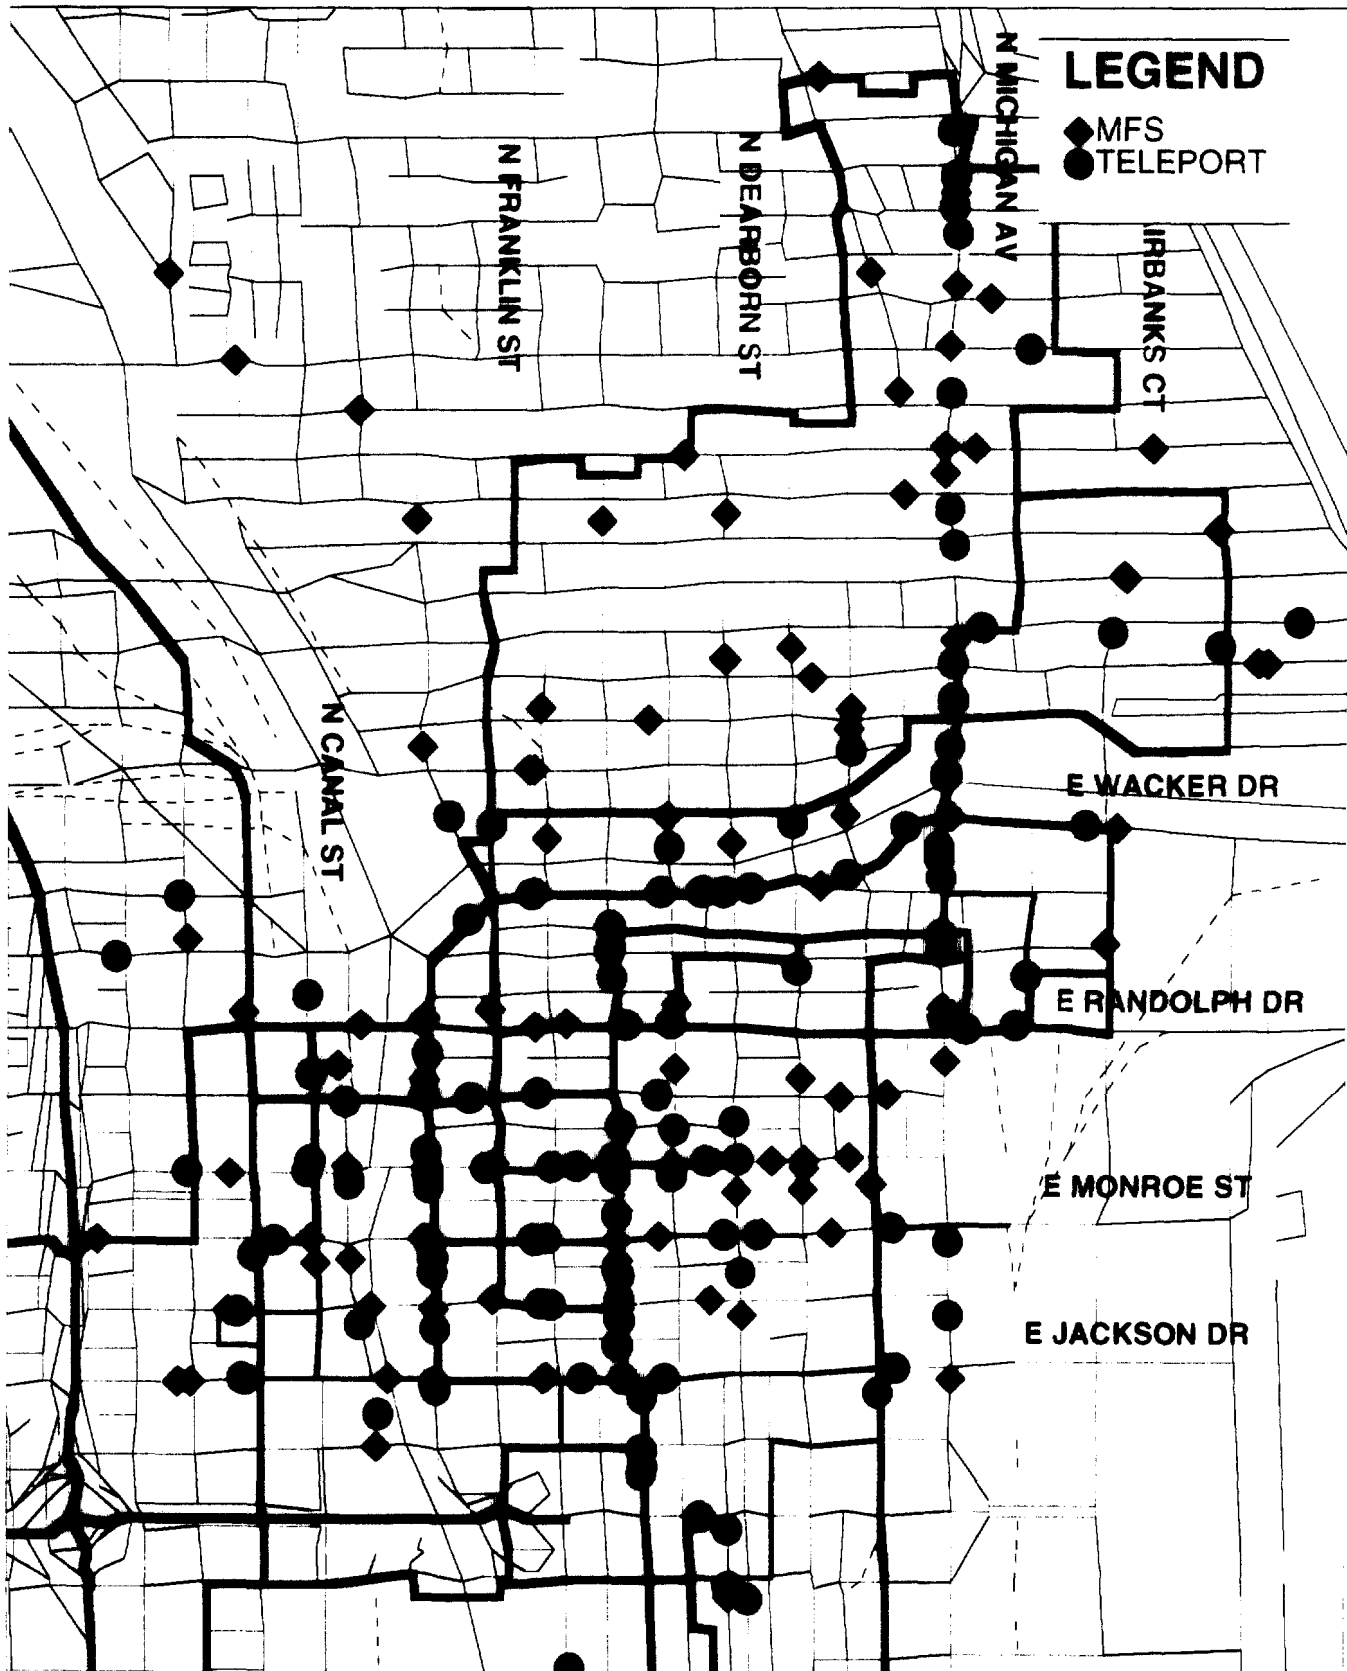 LEGEND
MFS
TELEPORT
N MICHIGAN AV
N FRANKLIN ST
N DEARBORN ST
IRBANKS CT
N CANAL ST
E WACKER DR
E RANDOLPH DR
E MONROE ST
E JACKSON DR